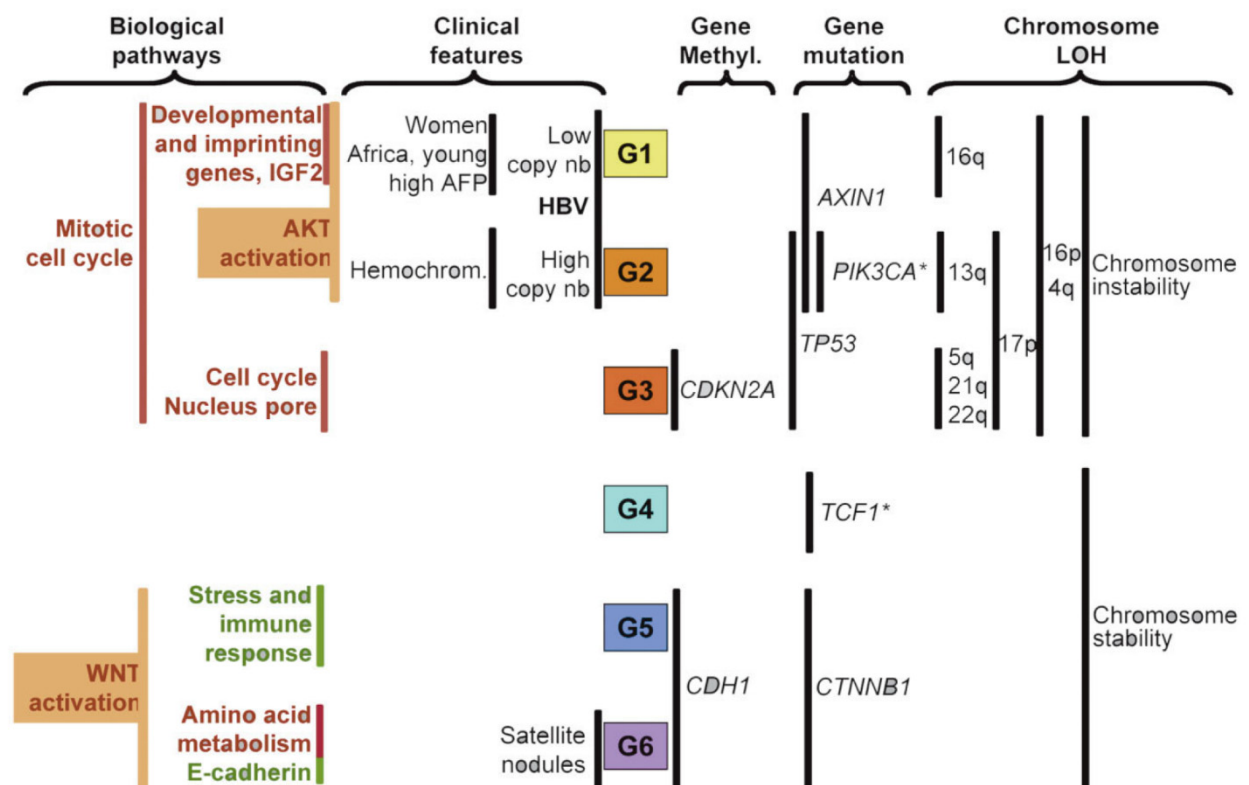 Biological
pathways
Clinical
features
Gene
Methyl.
Gene
mutation
Chromosome
LOH
Developmental
and imprinting
genes, IGF2
Mitotic
cell cycle
AKT
activation
Women
Africa, young
high AFP
Low
copy nb
HBV
Hemochrom.
High
copy nb
G1
G2
AXIN1
PIK3CA*
TP53
16q
13q
17p
16p
4q
Chromosome
instability
Cell cycle
Nucleus pore
G3
CDKN2A
5q
21q
22q
G4
TCF1*
WNT
activation
Stress and
immune
response
G5
CDH1
CTNNB1
Chromosome
stability
Amino acid
metabolism
E-cadherin
Satellite
nodules
G6